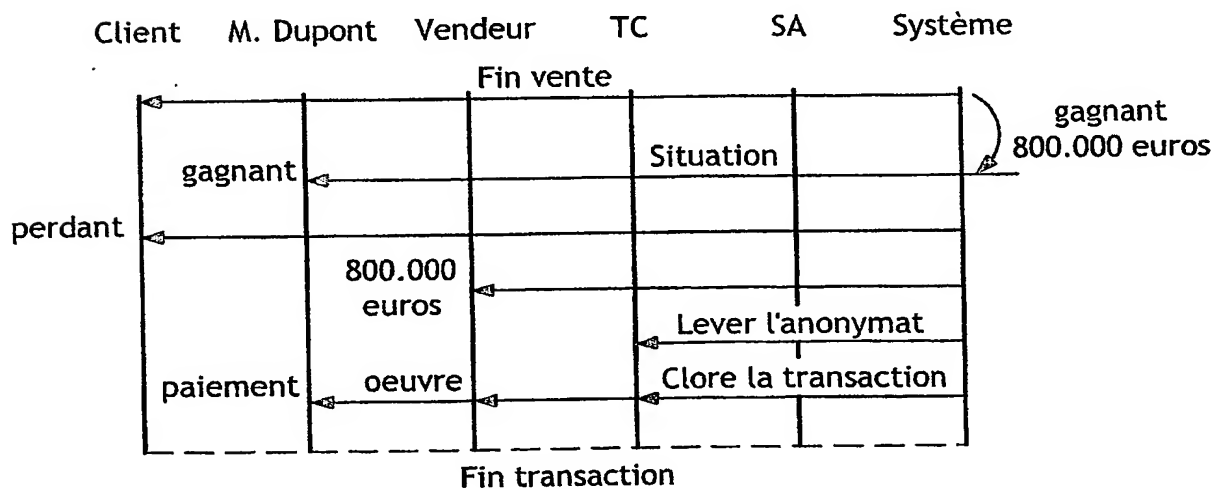 Client M. Dupont Vendeur TC SA Système
Fin vente
gagnant
800.000 euros
Situation
gagnant
perdant
800.000
euros
Lever l'anonymat
Clore la transaction
oeuvre
paiement
Fin transaction